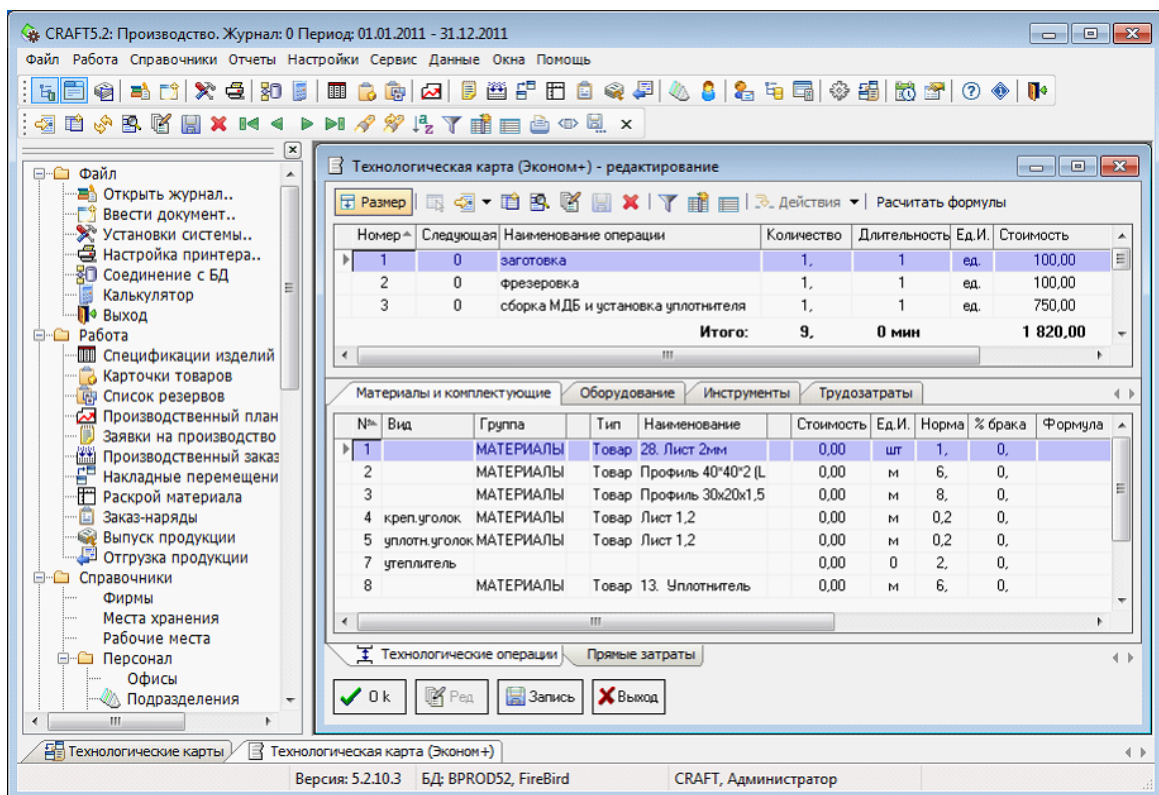 CRAFT5.2: Производство. Журнал: 0 Период: 01.01.2011 - 31.12.2011
Файл Работа Справочники Отчеты Настройки Сервис Данные Окна Помощь
Файл
Открыть журнал..
Ввести документ..
Установки системы..
Настройка принтера..
Соединение с БД
Калькулятор
Выход
Работа
Спецификации изделий
Карточки товаров
Список резервов
Производственный план
Заявки на производство
Производственный заказ
Накладные перемещени
Раскрой материала
Заказ-наряды
Выпуск продукции
Отгрузка продукции
Справочники
Фирмы
Места хранения
Рабочие места
Персонал
Офисы
Подразделения
Технологическая карта (Эконом+) - редактирование
Размер Действия Расчитать формулы
Номер Следующая Наименование операции Количество Длительность Ед.И. Стоимость
1 0 заготовка 1, 1 ед. 100,00
2 0 фрезеровка 1, 1 ед. 100,00
3 0 сборка МДБ и установка уплотнителя 1, 1 ед. 750,00
Итого: 9, 0 мин 1 820,00
Материалы и комплектующие Оборудование Инструменты Трудозатраты
№ Вид Группа Тип Наименование Стоимость Ед.И. Норма % брака Формула
1 МАТЕРИАЛЫ Товар 28. Лист 2мм 0,00 шт 1, 0,
2 МАТЕРИАЛЫ Товар Профиль 40*40*2 (L 0,00 м 6, 0,
3 МАТЕРИАЛЫ Товар Профиль 30х20х1,5 0,00 м 8, 0,
4 креп.уголок МАТЕРИАЛЫ Товар Лист 1,2 0,00 м 0,2 0,
5 уплотн.уголок МАТЕРИАЛЫ Товар Лист 1,2 0,00 м 0,2 0,
7 утеплитель 0,00 0 2, 0,
8 МАТЕРИАЛЫ Товар 13. Уплотнитель 0,00 м 6, 0,
Технологические операции Прямые затраты
Ok Ред Запись Выход
Технологические карты Технологическая карта (Эконом+)
Версия: 5.2.10.3 БД: BPROD52, FireBird CRAFT, Администратор